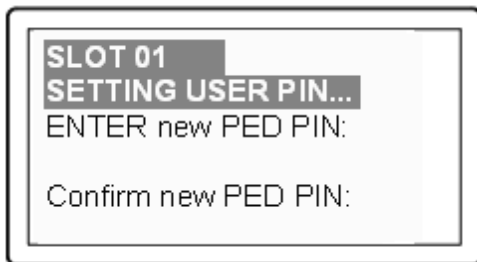 SLOT 01
SETTING USER PIN...
ENTER new PED PIN:
Confirm new PED PIN: